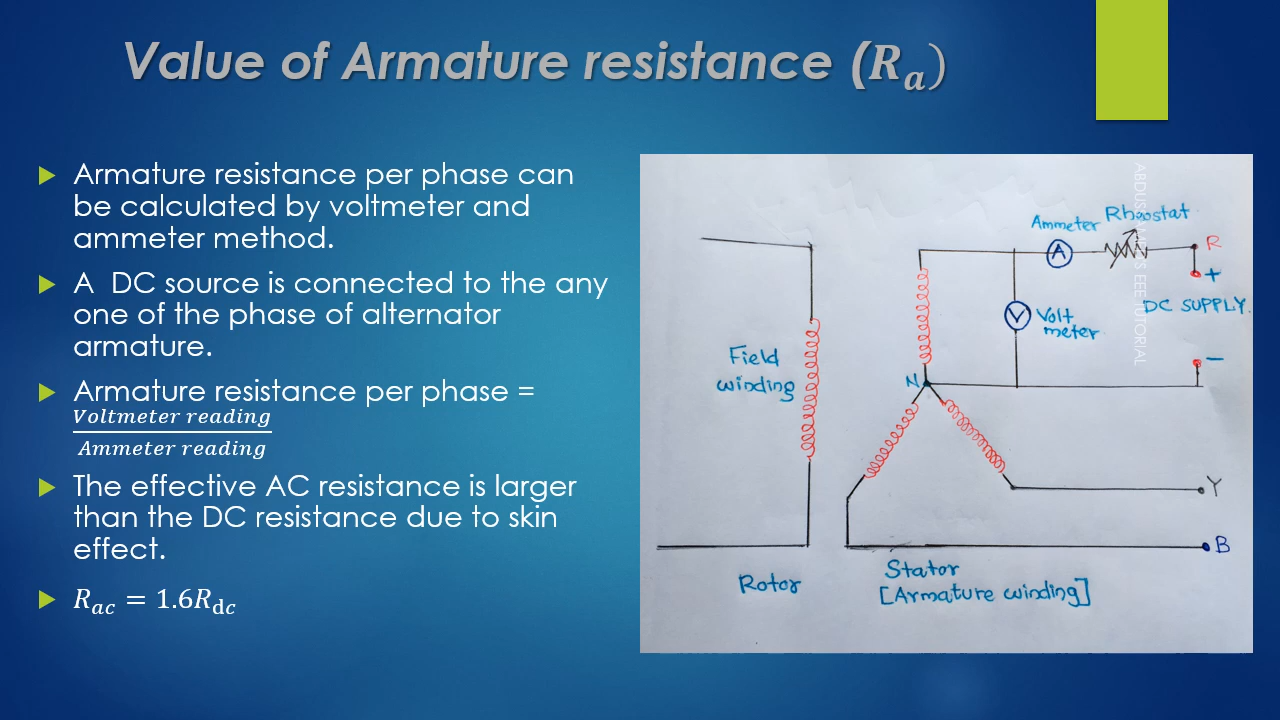 Value of Armature resistance (𝑹ₐ)
Armature resistance per phase can
be calculated by voltmeter and
ammeter method.
A  DC source is connected to the any
one of the phase of alternator
armature.
Armature resistance per phase =
Voltmeter reading
Ammeter reading
The effective AC resistance is larger
than the DC resistance due to skin
effect.
R_ac = 1.6R_dc
Ammeter
Rheostat
A
R
+
DC SUPPLY.
V
Volt
meter
-
Field
winding
N
Y
B
Rotor
Stator
[Armature winding]
EEE TUTORIAL